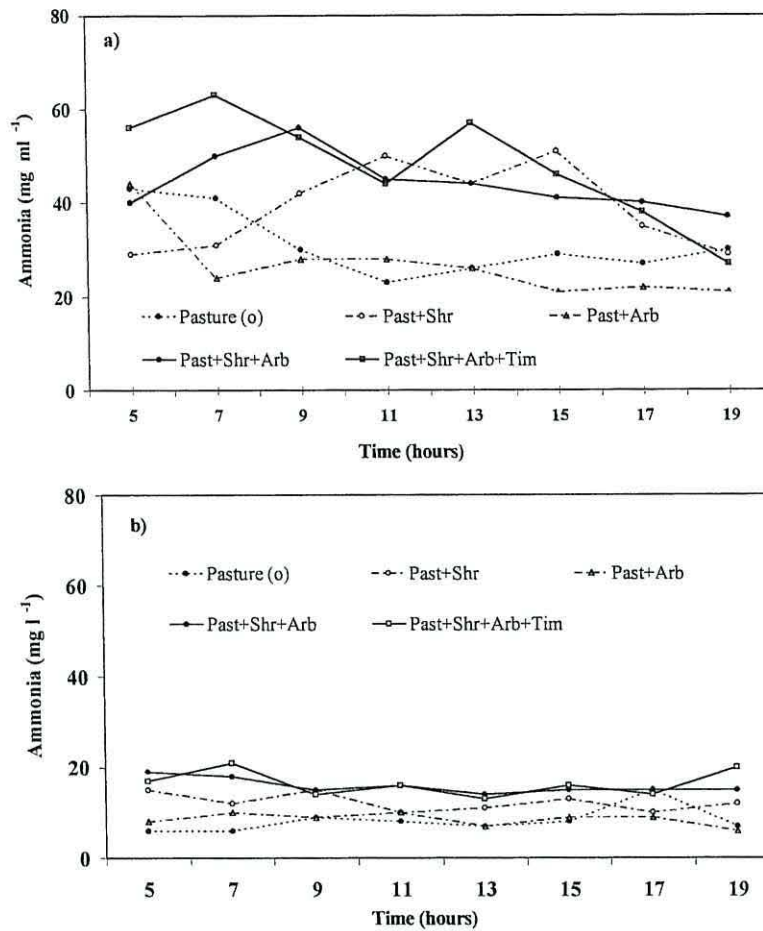 80
a)
60
40
20
0
Ammonia (mg ml -1)
Pasture (o) Past+Shr Past+Arb
Past+Shr+Arb Past+Shr+Arb+Tim
5 7 9 11 13 15 17 19
Time (hours)
80
b)
60
40
20
0
Ammonia (mg l -1)
Pasture (o) Past+Shr Past+Arb
Past+Shr+Arb Past+Shr+Arb+Tim
5 7 9 11 13 15 17 19
Time (hours)